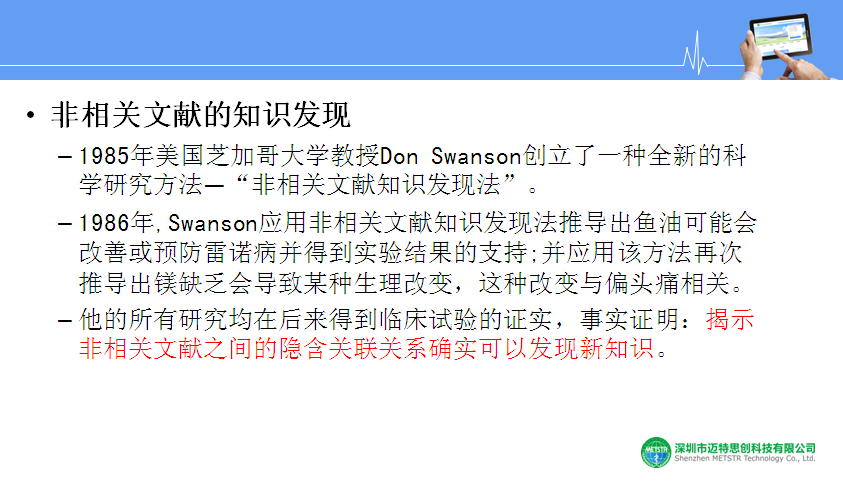 • 非相关文献的知识发现
– 1985年美国芝加哥大学教授Don Swanson创立了一种全新的科
学研究方法—“非相关文献知识发现法”。
– 1986年,Swanson应用非相关文献知识发现法推导出鱼油可能会
改善或预防雷诺病并得到实验结果的支持;并应用该方法再次
推导出镁缺乏会导致某种生理改变，这种改变与偏头痛相关。
– 他的所有研究均在后来得到临床试验的证实，事实证明：揭示
非相关文献之间的隐含关联关系确实可以发现新知识。
METSTR
深圳市迈特思创科技有限公司
Shenzhen METSTR Technology Co., Ltd.